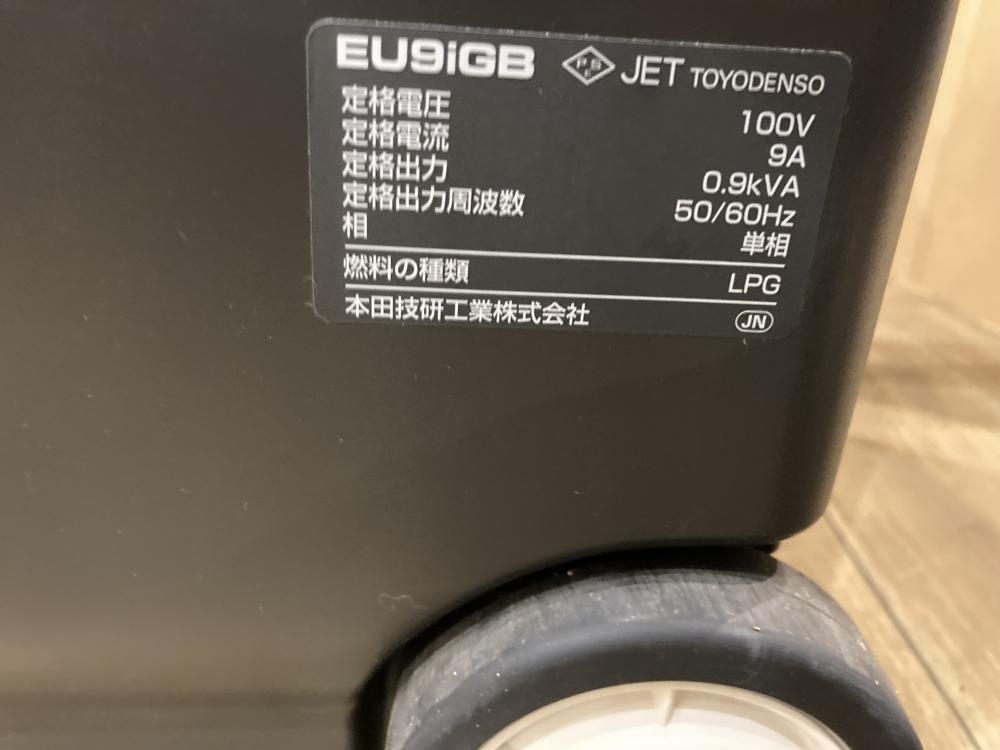 EU9iGB PSE JET TOYODENSO
定格電圧 100V
定格電流 9A
定格出力 0.9kVA
定格出力周波数 50/60Hz
相 単相
燃料の種類 LPG
本田技研工業株式会社 JN